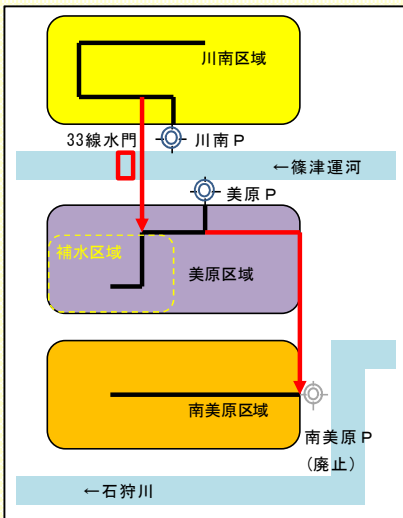 川南区域
33線水門
川南P
←篠津運河
美原P
補水区域
美原区域
南美原区域
南美原P
(廃止)
←石狩川